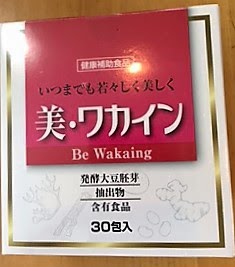 健康補助食品
いつまでも若々しく美しく
美・ワカイン
Be Wakaing
発酵大豆胚芽
抽出物
含有食品
30包入